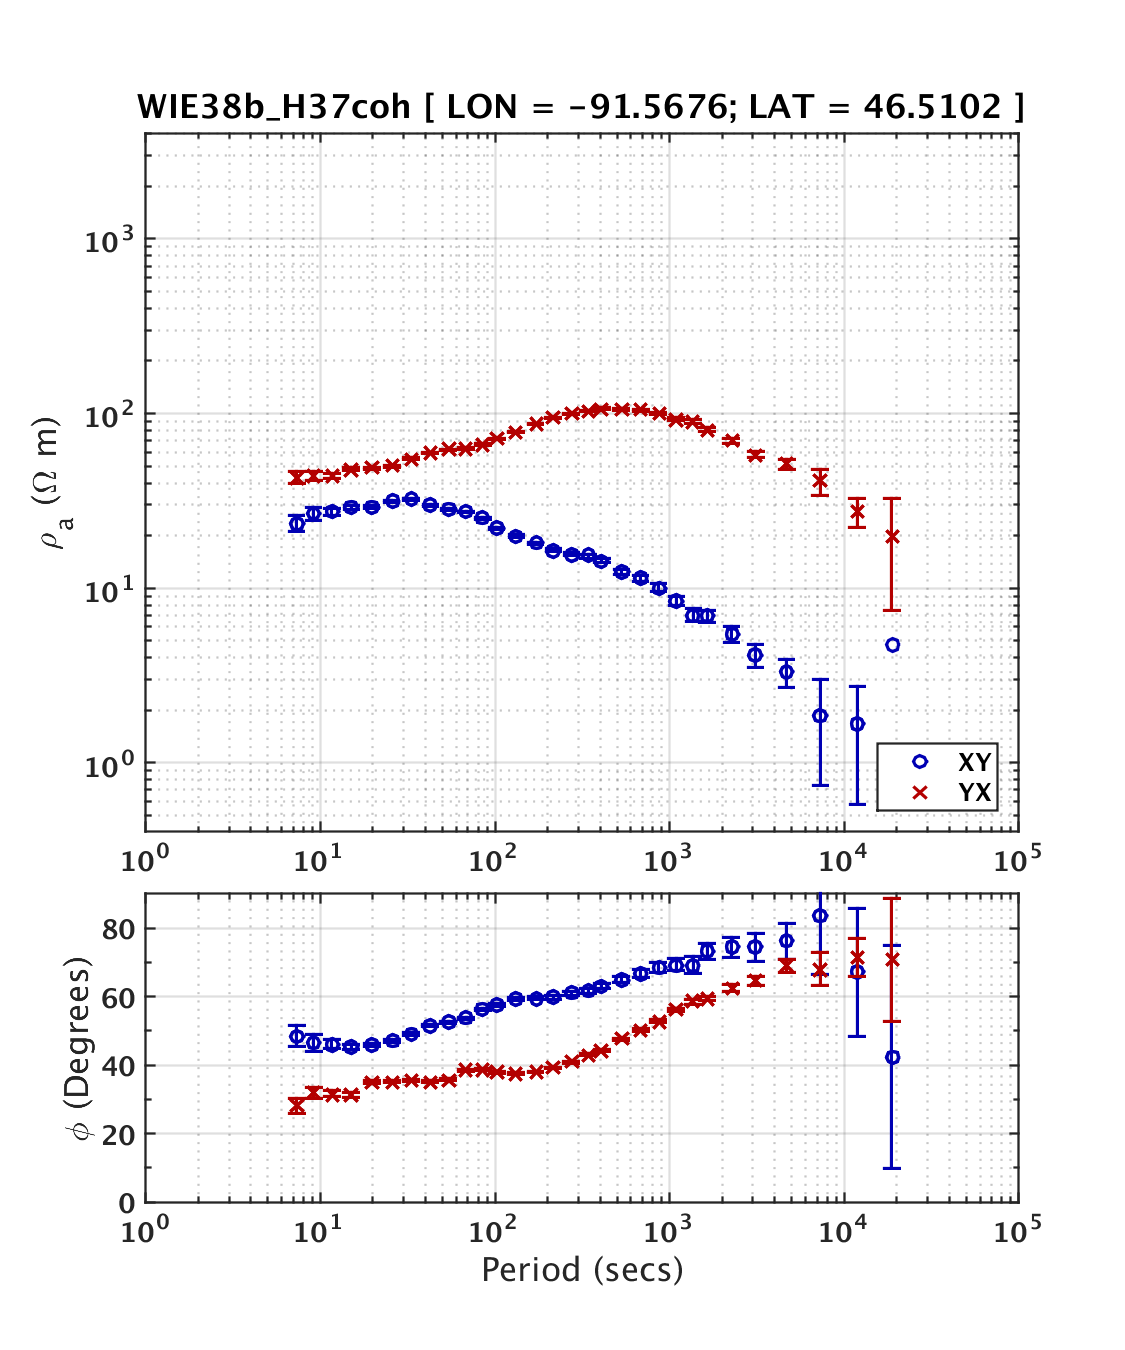 WIE38b_H37coh [ LON = −91.5676; LAT = 46.5102 ]
10³
10²
10¹
10⁰
ρₐ (Ω m)
XY
YX
10⁰ 10¹ 10² 10³ 10⁴ 10⁵
80
60
40
20
0
ϕ (Degrees)
10⁰ 10¹ 10² 10³ 10⁴ 10⁵
Period (secs)